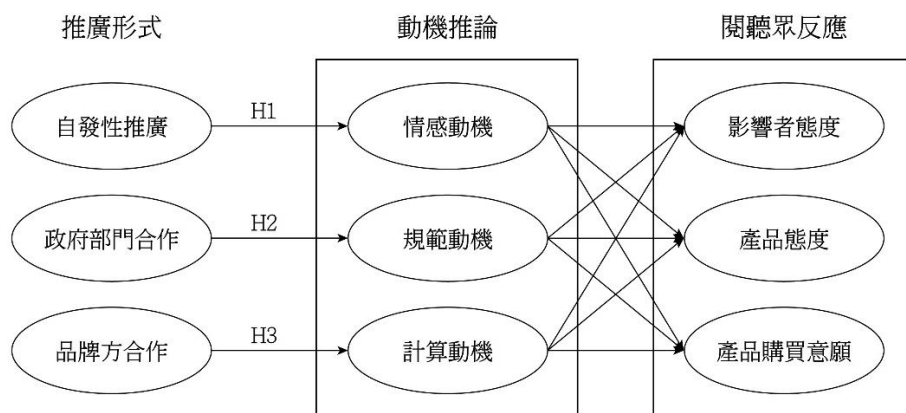 推廣形式 動機推論 閱聽眾反應
自發性推廣 H1 情感動機 影響者態度
政府部門合作 H2 規範動機 產品態度
品牌方合作 H3 計算動機 產品購買意願